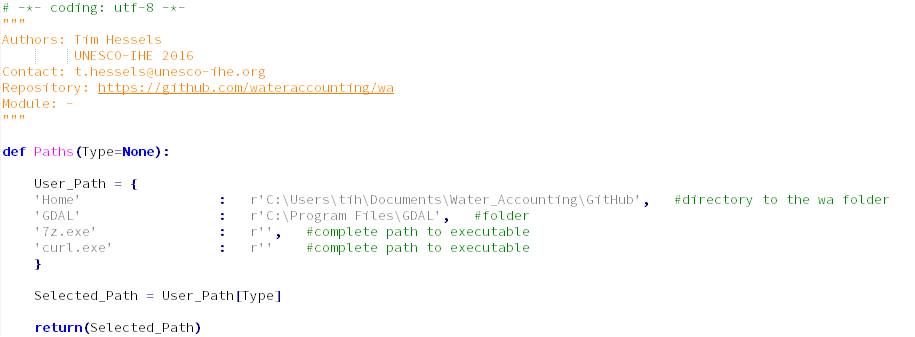 # -*- coding: utf-8 -*-
"""
Authors: Tim Hessels
         UNESCO-IHE 2016
Contact: t.hessels@unesco-ihe.org
Repository: https://github.com/wateraccounting/wa
Module: -
"""
def Paths(Type=None):
    User_Path = {
    'Home'                 :   r'C:\Users\tih\Documents\Water_Accounting\GitHub',   #directory to the wa folder
    'GDAL'                 :   r'C:\Program Files\GDAL',   #folder
    '7z.exe'               :   r'',   #complete path to executable
    'curl.exe'             :   r''    #complete path to executable
    }
    Selected_Path = User_Path[Type]
    return(Selected_Path)